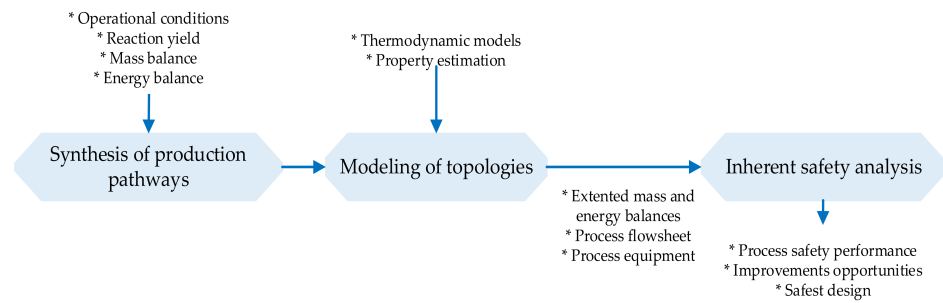 * Operational conditions
* Reaction yield
* Mass balance
* Energy balance
* Thermodynamic models
* Property estimation
Synthesis of production
pathways
Modeling of topologies
Inherent safety analysis
* Extented mass and
energy balances
* Process flowsheet
* Process equipment
* Process safety performance
* Improvements opportunities
* Safest design